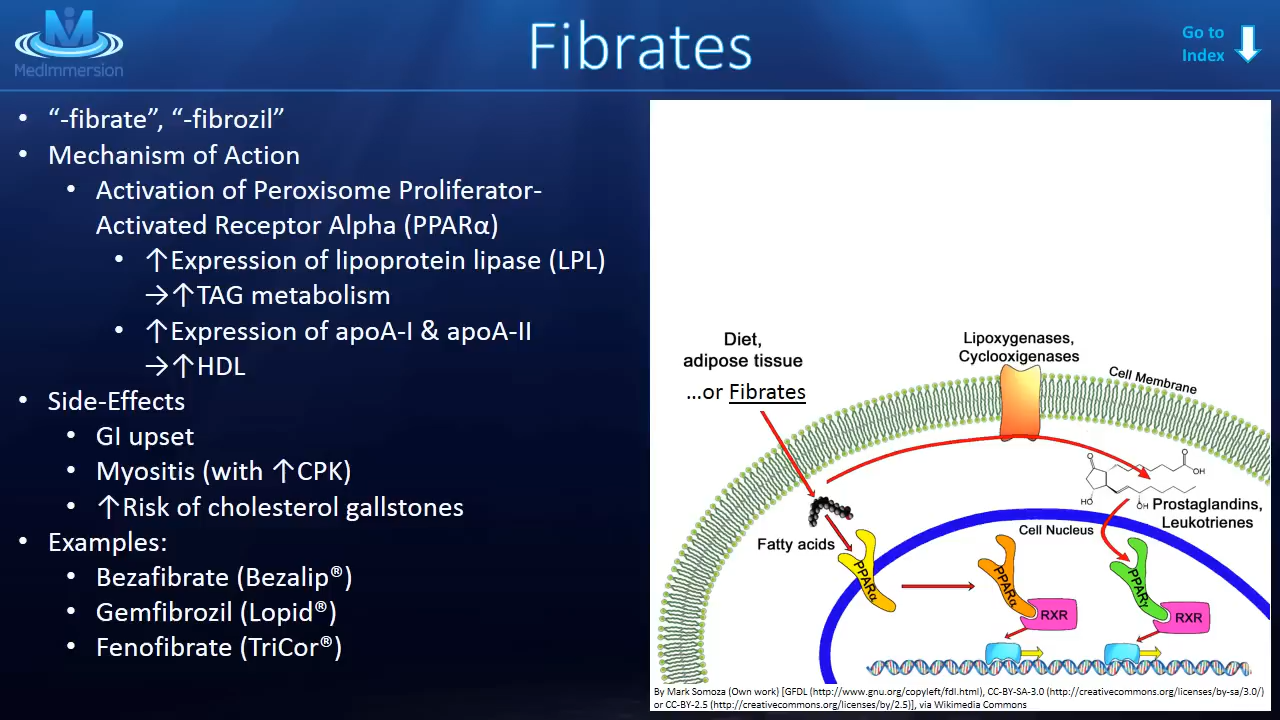 MedImmersion
Fibrates
Go to
Index
• “-fibrate”, “-fibrozil”
• Mechanism of Action
• Activation of Peroxisome Proliferator-
Activated Receptor Alpha (PPARα)
• ↑Expression of lipoprotein lipase (LPL)
→↑TAG metabolism
• ↑Expression of apoA-I & apoA-II
→↑HDL
• Side-Effects
• GI upset
• Myositis (with ↑CPK)
• ↑Risk of cholesterol gallstones
• Examples:
• Bezafibrate (Bezalip®)
• Gemfibrozil (Lopid®)
• Fenofibrate (TriCor®)
Diet,
adipose tissue
...or Fibrates
Lipoxygenases,
Cyclooxigenases
Cell Membrane
O
O
OH
HO
OH
Prostaglandins,
Leukotrienes
Cell Nucleus
Fatty acids
PPARα
PPARα
RXR
PPARγ
RXR
By Mark Somoza (Own work) [GFDL (http://www.gnu.org/copyleft/fdl.html), CC-BY-SA-3.0 (http://creativecommons.org/licenses/by-sa/3.0/)
or CC-BY-2.5 (http://creativecommons.org/licenses/by/2.5)], via Wikimedia Commons